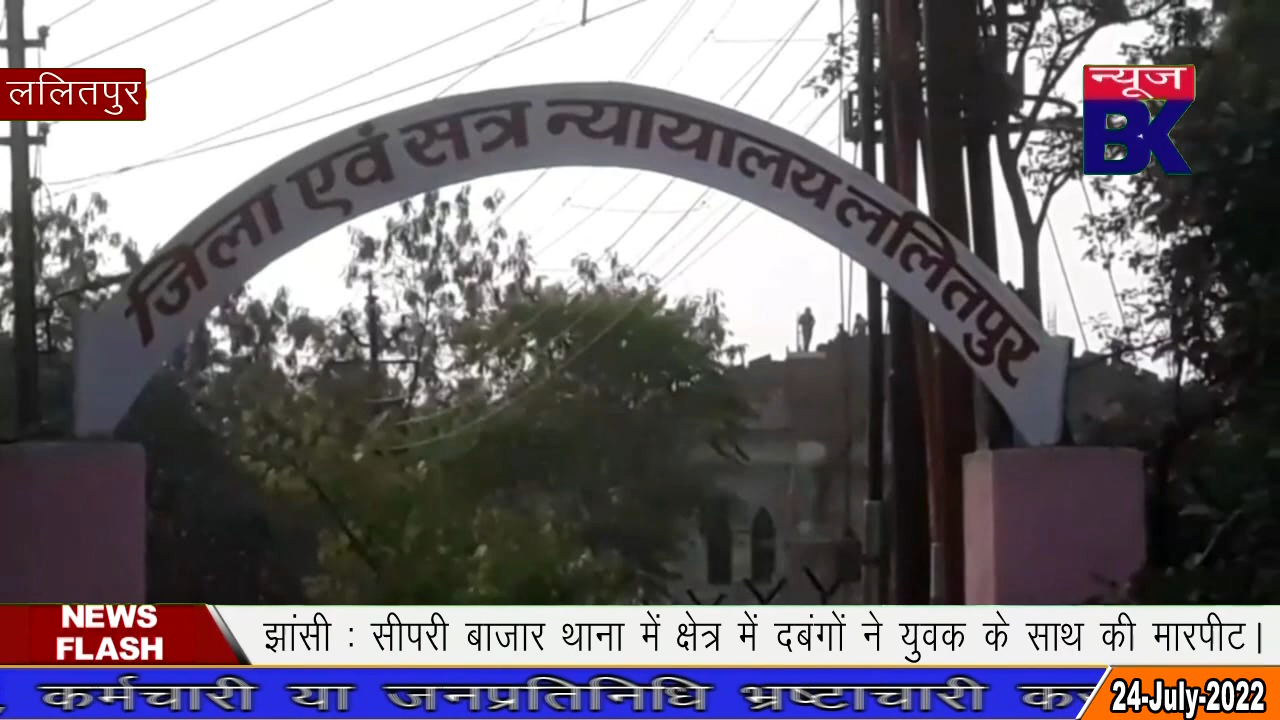 ललितपुर
न्यूज
BK
जिला एवं सत्र न्यायालय ललितपुर
NEWS
FLASH
झांसी : सीपरी बाजार थाना में क्षेत्र में दबंगों ने युवक के साथ की मारपीट।
कर्मचारी या जनप्रतिनिधि भ्रष्टाचारी
24-July-2022